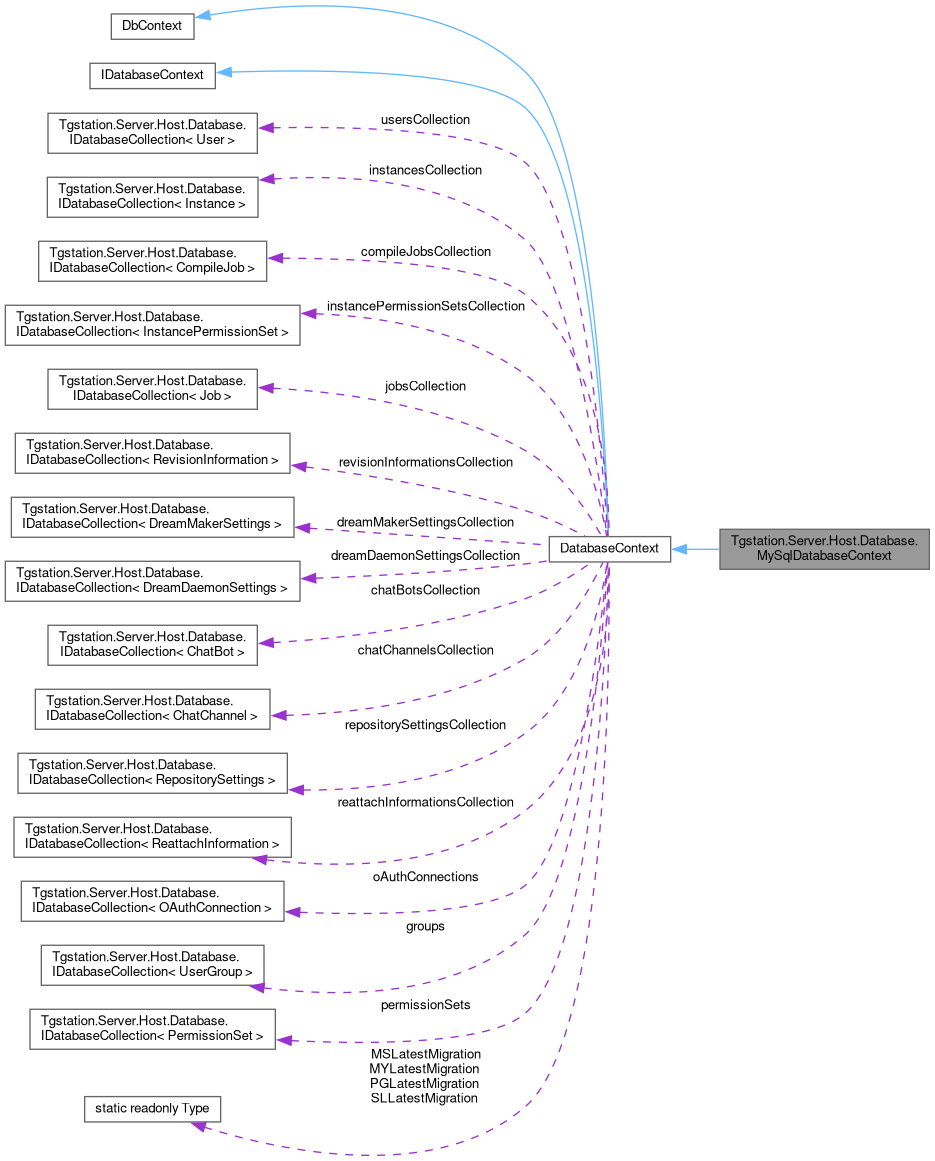 DbContext
IDatabaseContext
Tgstation.Server.Host.Database.
IDatabaseCollection< User >
usersCollection
Tgstation.Server.Host.Database.
IDatabaseCollection< Instance >
instancesCollection
Tgstation.Server.Host.Database.
IDatabaseCollection< CompileJob >
compileJobsCollection
Tgstation.Server.Host.Database.
IDatabaseCollection< InstancePermissionSet >
instancePermissionSetsCollection
Tgstation.Server.Host.Database.
IDatabaseCollection< Job >
jobsCollection
Tgstation.Server.Host.Database.
IDatabaseCollection< RevisionInformation >
revisionInformationsCollection
Tgstation.Server.Host.Database.
IDatabaseCollection< DreamMakerSettings >
dreamMakerSettingsCollection
DatabaseContext
Tgstation.Server.Host.Database.
MySqlDatabaseContext
Tgstation.Server.Host.Database.
IDatabaseCollection< DreamDaemonSettings >
dreamDaemonSettingsCollection
chatBotsCollection
Tgstation.Server.Host.Database.
IDatabaseCollection< ChatBot >
chatChannelsCollection
Tgstation.Server.Host.Database.
IDatabaseCollection< ChatChannel >
repositorySettingsCollection
Tgstation.Server.Host.Database.
IDatabaseCollection< RepositorySettings >
reattachInformationsCollection
Tgstation.Server.Host.Database.
IDatabaseCollection< ReattachInformation >
oAuthConnections
Tgstation.Server.Host.Database.
IDatabaseCollection< OAuthConnection >
groups
Tgstation.Server.Host.Database.
IDatabaseCollection< UserGroup >
permissionSets
Tgstation.Server.Host.Database.
IDatabaseCollection< PermissionSet >
MSLatestMigration
MYLatestMigration
PGLatestMigration
SLLatestMigration
static readonly Type